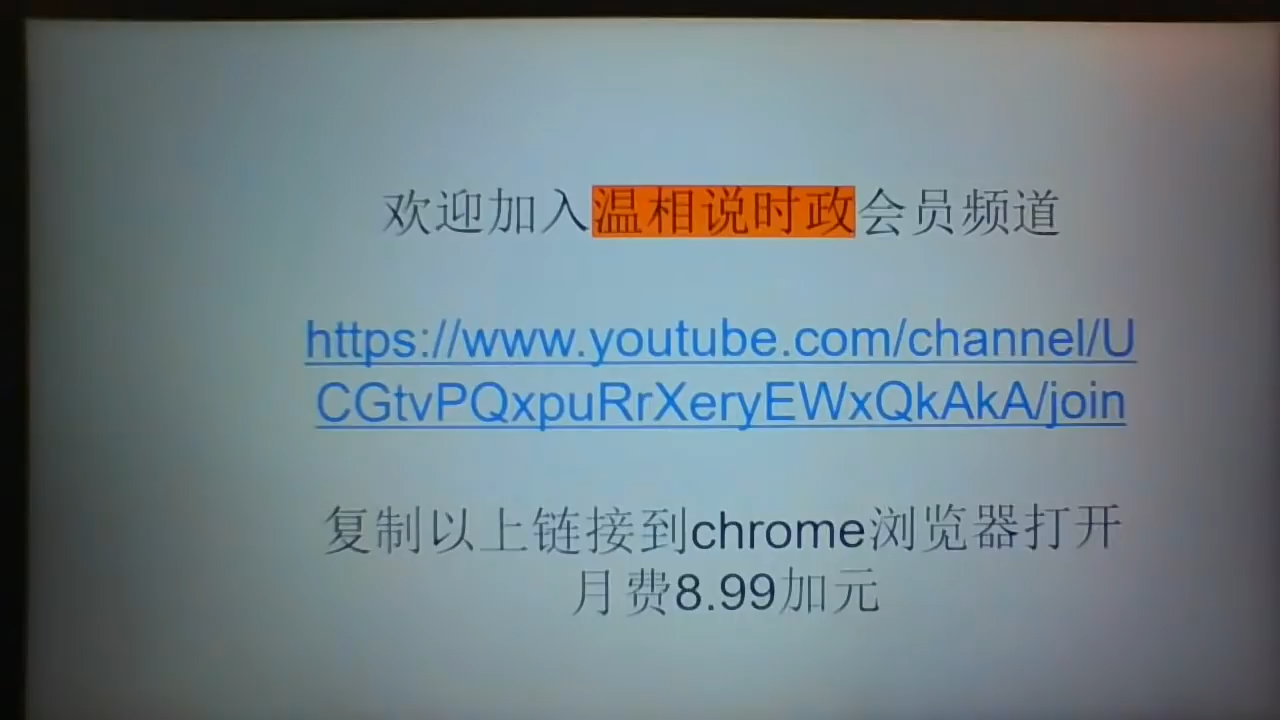 欢迎加入温相说时政会员频道
https://www.youtube.com/channel/U
CGtvPQxpuRrXeryEWxQkAkA/join
复制以上链接到chrome浏览器打开
月费8.99加元